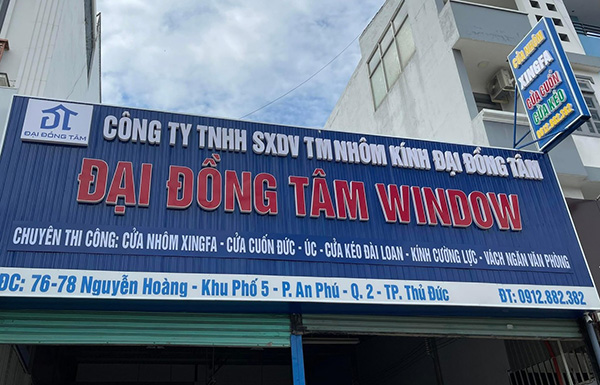 ĐẠI ĐỒNG TÂM
CÔNG TY TNHH SXDV TM NHÔM KÍNH ĐẠI ĐỒNG TÂM
ĐẠI ĐỒNG TÂM WINDOW
CHUYÊN THI CÔNG: CỬA NHÔM XINGFA - CỬA CUỐN ĐỨC - ÚC - CỬA KÉO ĐÀI LOAN - KÍNH CƯỜNG LỰC - VÁCH NGĂN VĂN PHÒNG
ĐC: 76-78 Nguyễn Hoàng - Khu Phố 5 - P. An Phú - Q. 2 - TP. Thủ Đức ĐT: 0912.882.382
CỬA NHÔM
XINGFA
CỬA CUỐN
CỬA KÉO